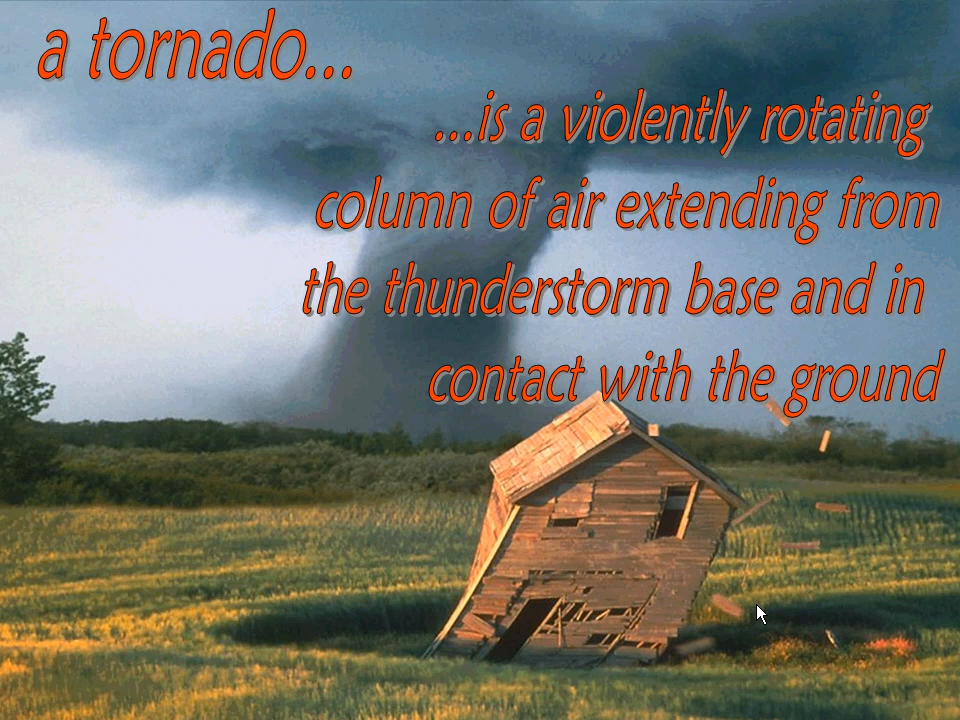 a tornado...
...is a violently rotating
column of air extending from
the thunderstorm base and in
contact with the ground